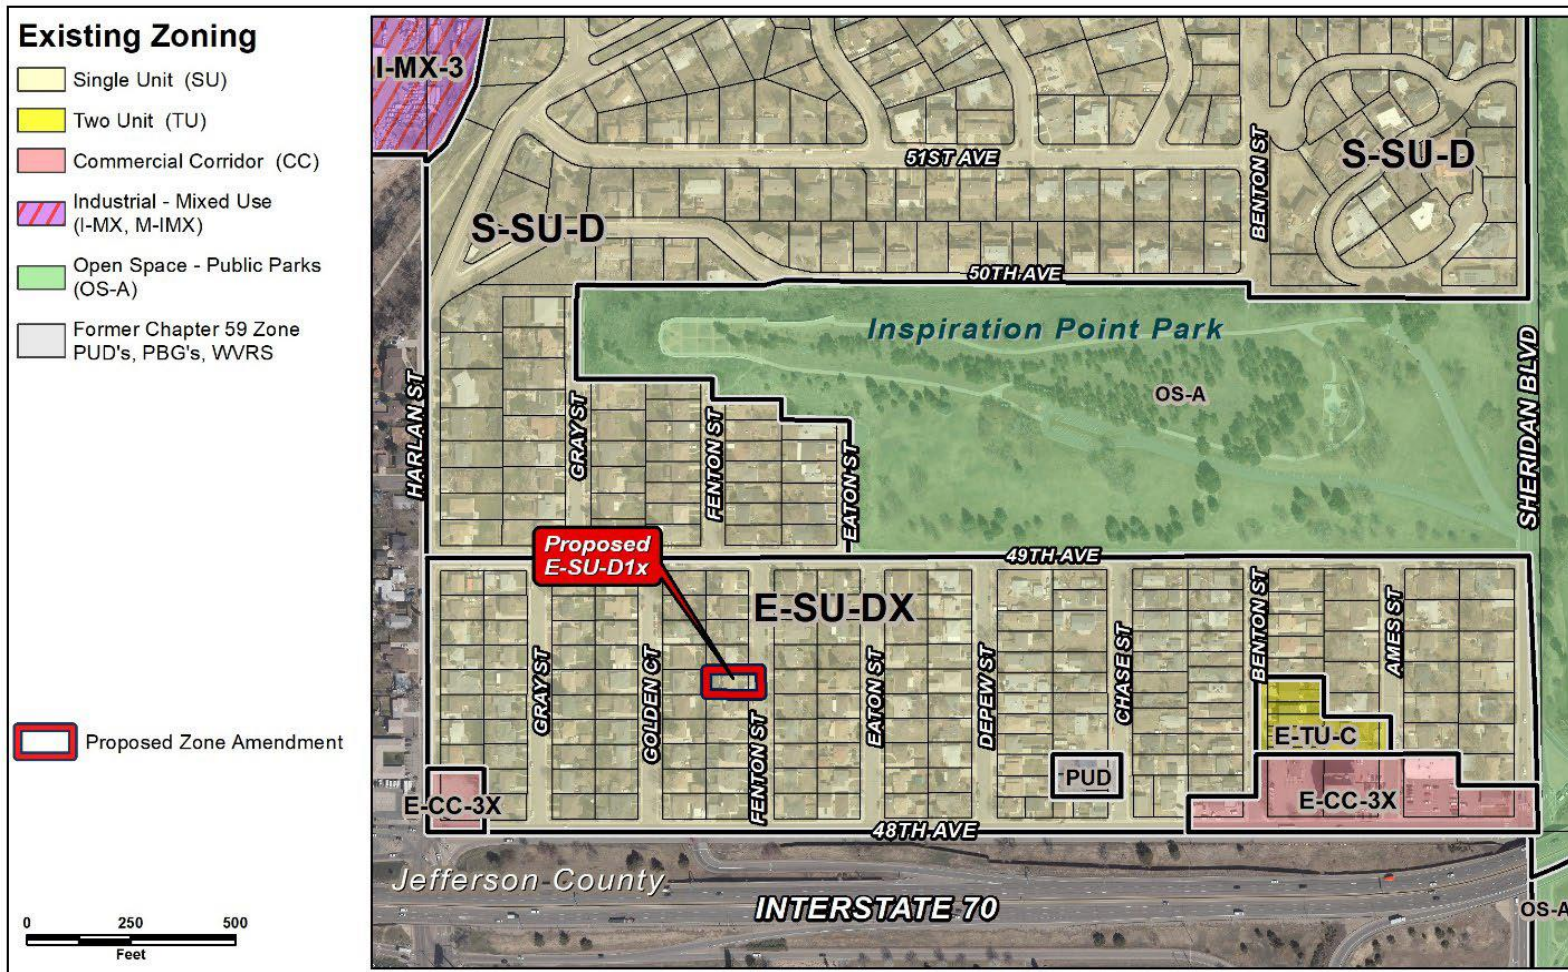 Existing Zoning
Single Unit (SU)
Two Unit (TU)
Commercial Corridor (CC)
Industrial - Mixed Use
(I-MX, M-IMX)
Open Space - Public Parks
(OS-A)
Former Chapter 59 Zone
PUD's, PBG's, WVRS
Proposed Zone Amendment
0 250 500
Feet
I-MX-3
51ST AVE
S-SU-D
BENTON ST
S-SU-D
50TH AVE
Inspiration Point Park
OS-A
HARLAN ST
GRAY ST
FENTON ST
EATON ST
SHERIDAN BLVD
Proposed
E-SU-D1x
49TH AVE
E-SU-DX
GRAY ST
GOLDEN CT
FENTON ST
EATON ST
DEPEW ST
CHASE ST
BENTON ST
AMES ST
E-TU-C
PUD
E-CC-3X
E-CC-3X
48TH AVE
Jefferson County
INTERSTATE 70
OS-A